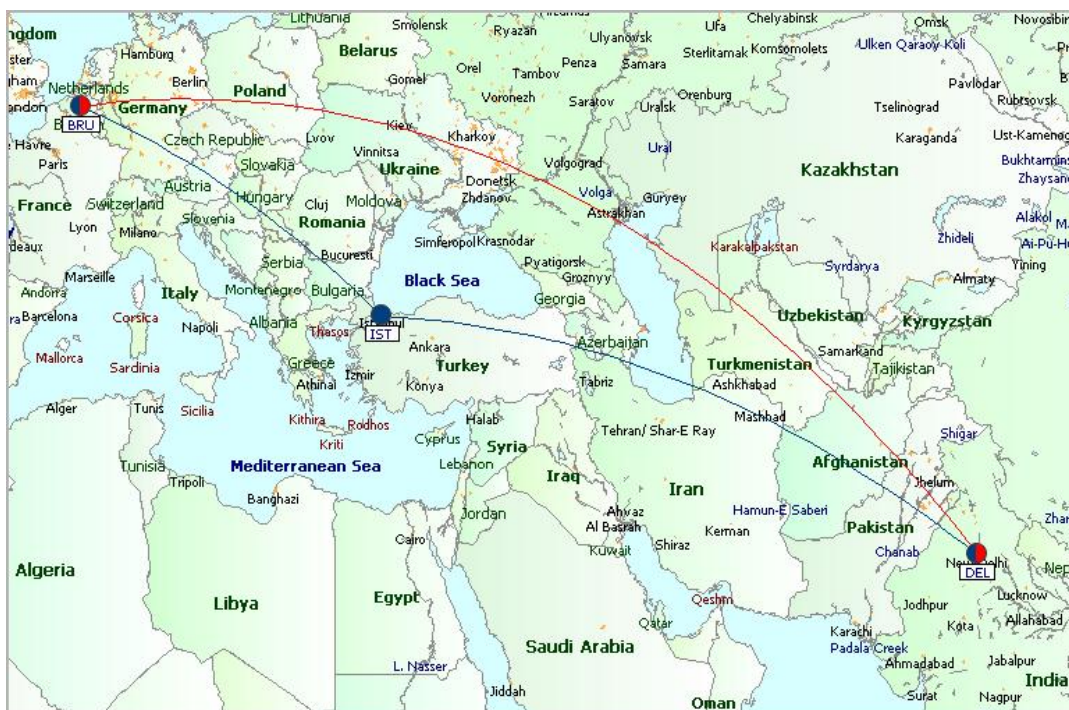 Lithuania
Smolensk
Ryazan
Ulyanovsk
Ufa
Chelyabinsk
Omsk
Novosibir
ngdom
Hamburg
Belarus
Orel
Tambov
Penza
Samara
Sterlitamak
Komsomolets
Ulken Qaraoy Koli
Netherlands
Berlin
Poland
Gomel
Voronezh
Saratov
Uralsk
Orenburg
Pavlodar
Rubtsovsk
BRU
Germany
Kiev
Kharkov
Tselinograd
Karaganda
Ust-Kamenog
Le Havre
Paris
Czech Republic
Lvov
Vinnitsa
Ukraine
Volgograd
Ural
Kazakhstan
Bukhtarmins
Zhaysan
Slovakia
Donetsk
Zhdanov
Volga
Guryev
France
Switzerland
Austria
Hungary
Cluj
Moldova
Astrakhan
Alakol
Lyon
Slovenia
Romania
Simferopol
Krasnodar
Karakalpakstan
Zhideli
Ai-Pu-H
Milano
Bucuresti
Pyatigorsk
Groznyy
Syrdarya
Yining
Marseille
Serbia
Black Sea
Almaty
Andorra
Italy
Montenegro
Bulgaria
Georgia
Uzbekistan
Kyrgyzstan
Barcelona
Corsica
Napoli
Albania
Thasos
IST
Azerbaijan
Samarkand
Mallorca
Sardinia
Greece
Ankara
Turkey
Turkmenistan
Tajikistan
Athinai
Izmir
Konya
Tabriz
Ashkhabad
Alger
Tunis
Sicilia
Kithira
Rodhos
Halab
Mashhad
Kriti
Cyprus
Tehran/ Shar-E Ray
Shigar
Tunisia
Mediterranean Sea
Lebanon
Syria
Iraq
Afghanistan
Tripoli
Banghazi
Iran
Jhelum
Jordan
Ahvaz
Al Basrah
Kerman
Hamun-E Saberi
Pakistan
Cairo
Kuwait
Shiraz
Chanab
Algeria
DEL
Libya
Egypt
Qeshm
Jodhpur
Lucknow
Qatar
Karachi
Kota
Allahabad
Saudi Arabia
Padala Creek
L. Nasser
Ahmadabad
Jabalpur
Jiddah
Oman
Surat
Nagpur
India